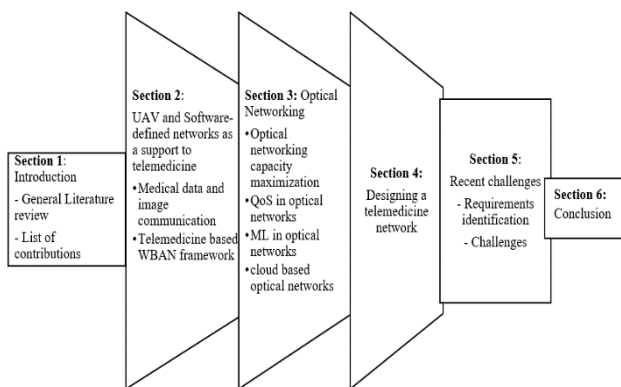 Section 1:
Introduction
- General Literature
review
- List of
contributions
Section 2:
UAV and Software-
defined networks as
a support to
telemedicine
•Medical data and
image
communication
•Telemedicine based
WBAN framework
Section 3: Optical
Networking
•Optical
networking
capacity
maximization
•QoS in optical
networks
•ML in optical
networks
•cloud based
optical networks
Section 4:
Designing a
telemedicine
network
Section 5:
Recent challenges
- Requirements
identification
- Challenges
Section 6:
Conclusion